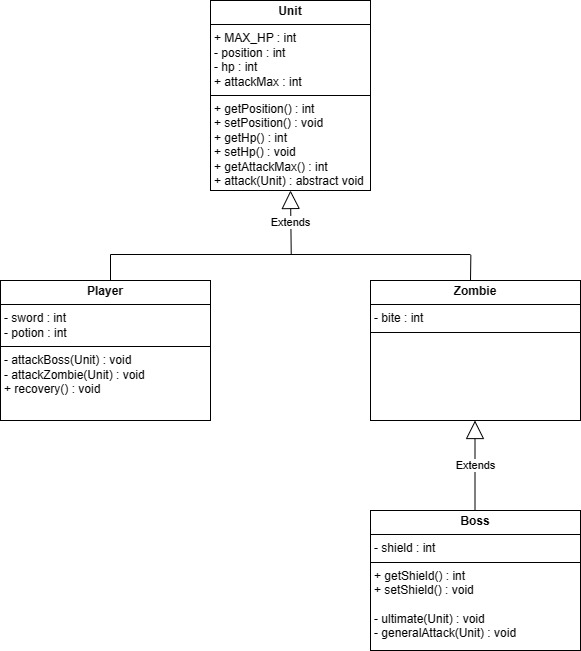 Unit
+ MAX_HP : int
- position : int
- hp : int
+ attackMax : int
+ getPosition() : int
+ setPosition() : void
+ getHp() : int
+ setHp() : void
+ getAttackMax() : int
+ attack(Unit) : abstract void
Extends
Player
- sword : int
- potion : int
- attackBoss(Unit) : void
- attackZombie(Unit) : void
+ recovery() : void
Zombie
- bite : int
Extends
Boss
- shield : int
+ getShield() : int
+ setShield() : void
- ultimate(Unit) : void
- generalAttack(Unit) : void